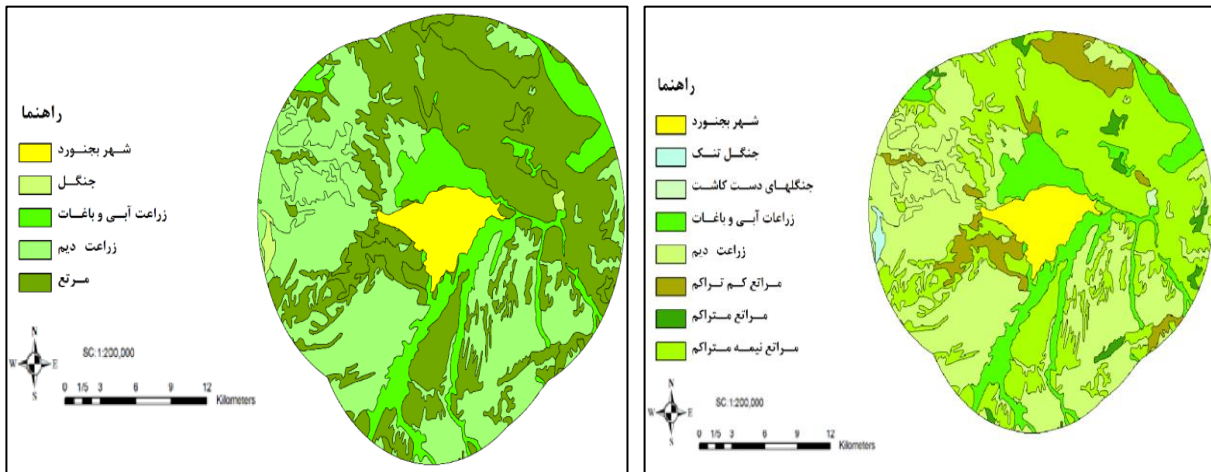 راهنما
شهر بجنورد
جنگل
زراعت آبی و باغات
زراعت دیم
مرتع
N
W E
S
SC:1:200,000
0 1/5 3 6 9 12
Kilometers
راهنما
شهر بجنورد
جنگل تنک
جنگلهای دست کاشت
زراعات آبی و باغات
زراعت دیم
مراتع کم تراکم
مراتع متراکم
مراتع نیمه متراکم
N
W E
S
SC:1:200,000
0 1/5 3 6 9 12
Kilometers